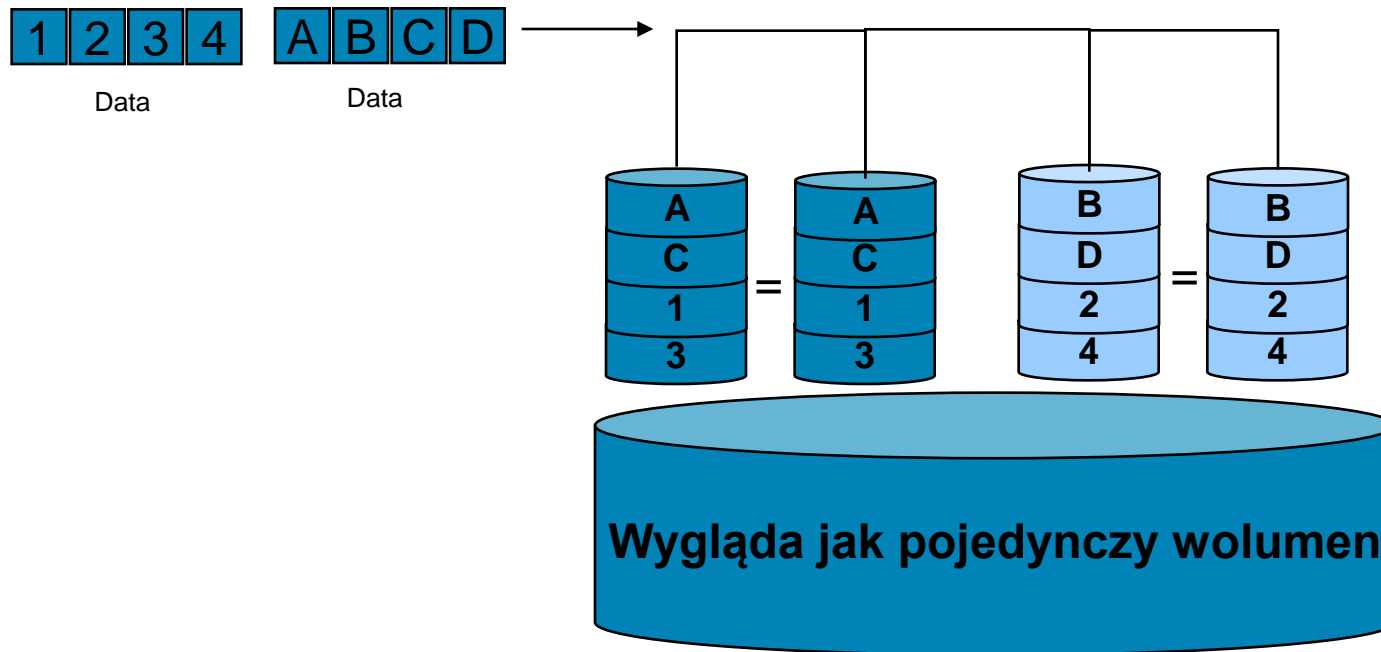 1 2 3 4 A B C D
Data Data
A A B B
C C D D
= =
1 1 2 2
3 3 4 4
Wygląda jak pojedynczy wolumen